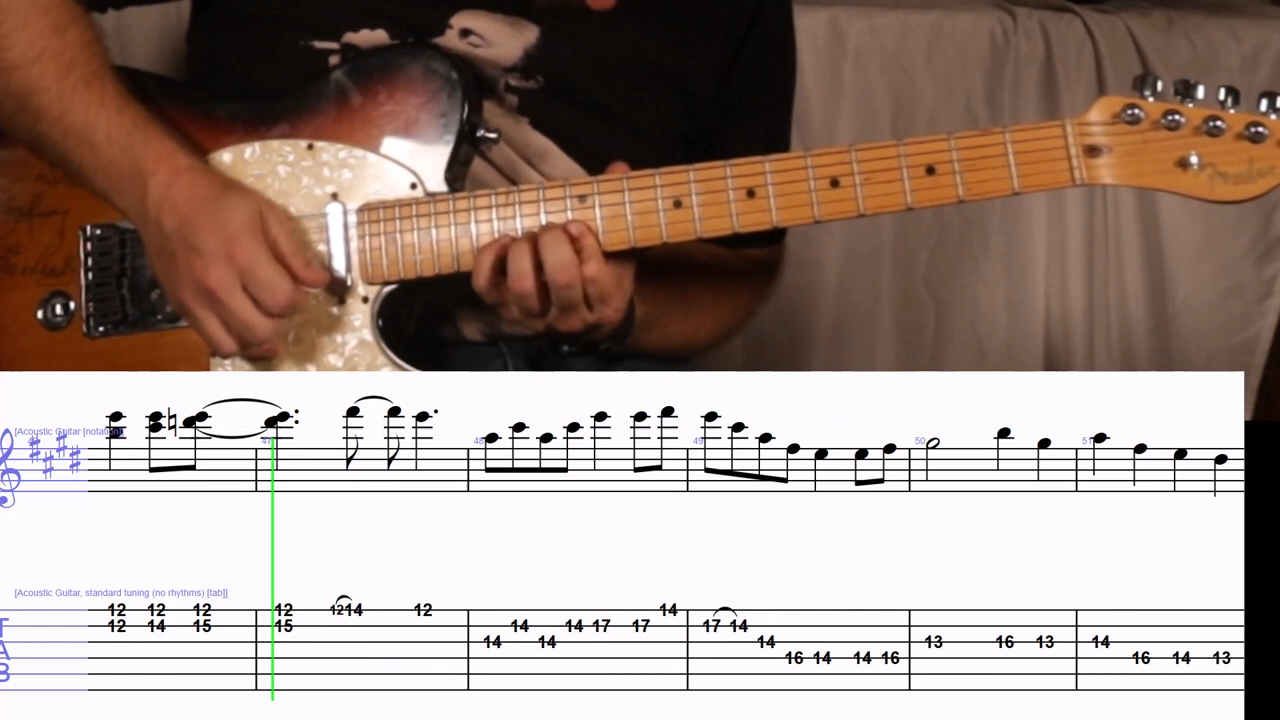 Fender
[Acoustic Guitar [notation]]
47 48 49 50 51
[Acoustic Guitar, standard tuning (no rhythms) [tab]]
12 12 12 12 12 14 12 14
T 12 14 15 15 14 14 17 17 17 14
A 14 14 14 13 16 13 14
B 16 14 14 16 16 14 13